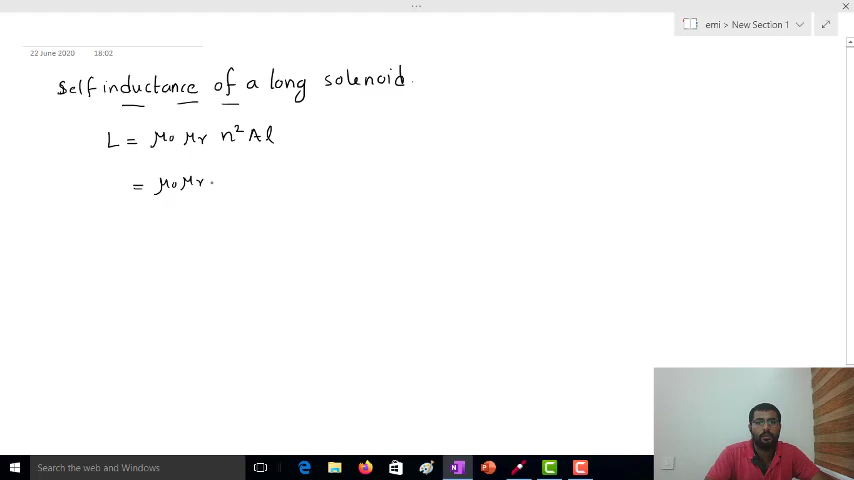 ...
emi > New Section 1
22 June 2020 18:02
Self inductance of a long solenoid.
L = μ₀ μr n² A l
= μ₀ μr
Search the web and Windows